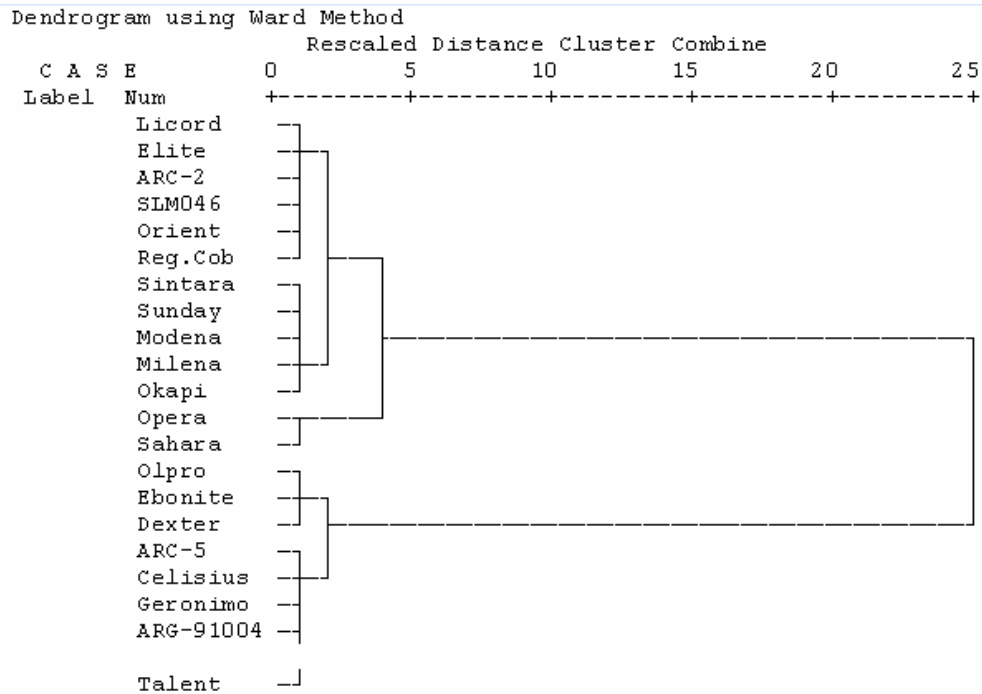 Dendrogram using Ward Method
Rescaled Distance Cluster Combine
C A S E 0 5 10 15 20 25
Label Num
Licord
Elite
ARC-2
SLM046
Orient
Reg.Cob
Sintara
Sunday
Modena
Milena
Okapi
Opera
Sahara
Olpro
Ebonite
Dexter
ARC-5
Celisius
Geronimo
ARG-91004
Talent